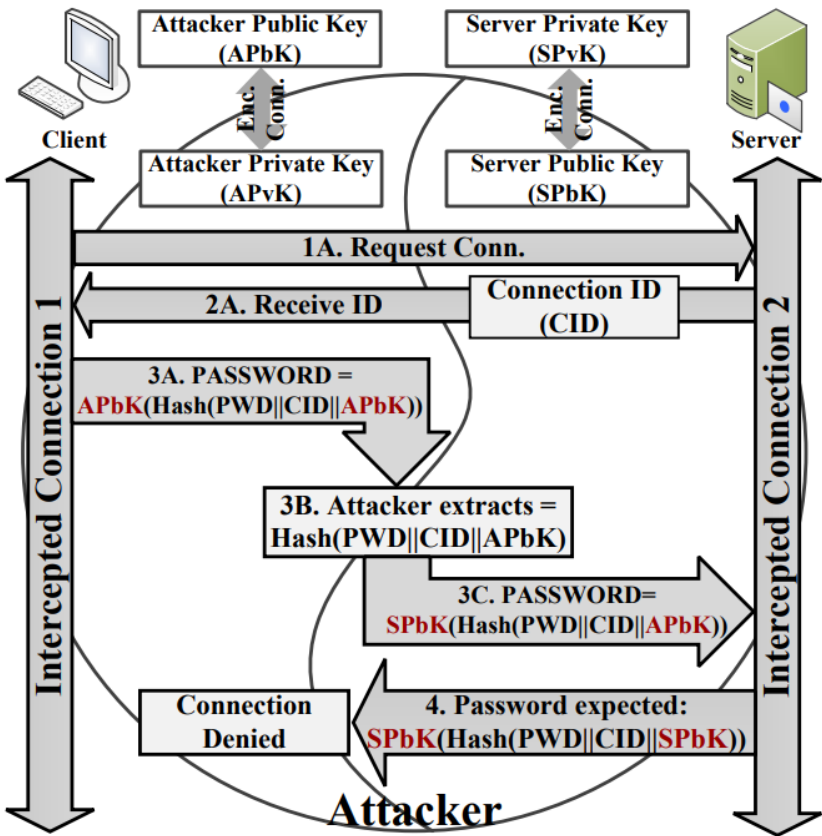 Attacker Public Key
(APbK)
Server Private Key
(SPvK)
Enc.
Conn.
Enc.
Conn.
Client
Server
Attacker Private Key
(APvK)
Server Public Key
(SPbK)
Intercepted Connection 1
Intercepted Connection 2
1A. Request Conn.
2A. Receive ID
Connection ID
(CID)
3A. PASSWORD =
APbK(Hash(PWD||CID||APbK))
3B. Attacker extracts =
Hash(PWD||CID||APbK)
3C. PASSWORD=
SPbK(Hash(PWD||CID||APbK))
Connection
Denied
4. Password expected:
SPbK(Hash(PWD||CID||SPbK))
Attacker